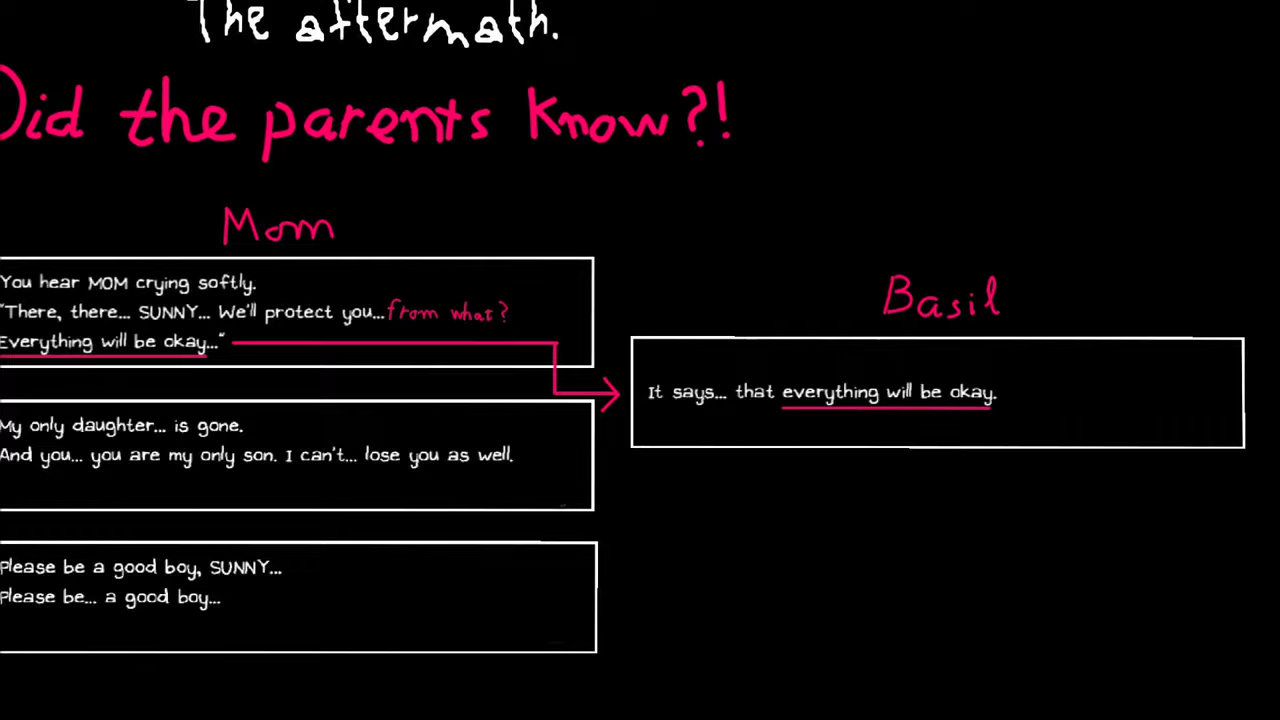 The aftermath.
Did the parents know?!
Mom
You hear MOM crying softly.
"There, there... SUNNY... We'll protect you...from what?
Everything will be okay..."
My only daughter... is gone.
And you... you are my only son. I can't... lose you as well.
Please be a good boy, SUNNY...
Please be... a good boy...
Basil
It says... that everything will be okay.